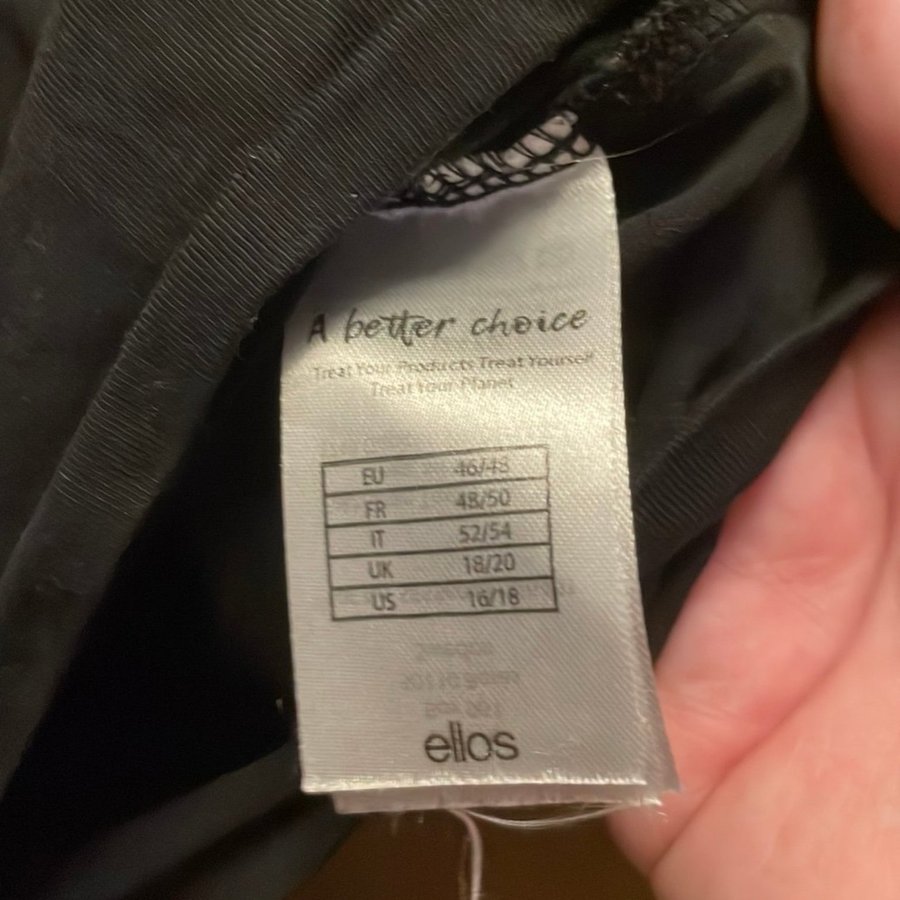 A better choice
Treat Your Products Treat Yourself
Treat Your Planet
EU 46/48
FR 48/50
IT 52/54
UK 18/20
US 16/18
ellos